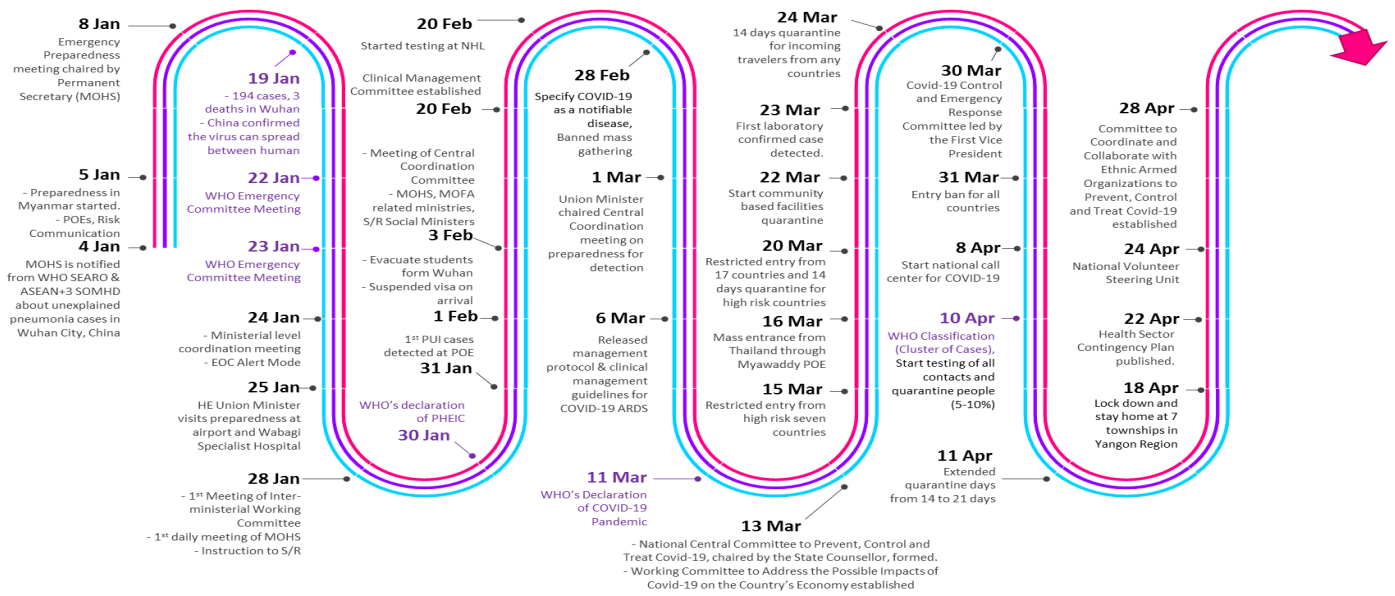 8 Jan
Emergency
Preparedness
meeting chaired by
Permanent
Secretary (MOHS)
5 Jan
- Preparedness in
Myanmar started.
- POEs, Risk
Communication
4 Jan
MOHS is notified
from WHO SEARO &
ASEAN+3 SOMHD
about unexplained
pneumonia cases in
Wuhan City, China
19 Jan
- 194 cases, 3
deaths in Wuhan
- China confirmed
the virus can spread
between human
22 Jan
WHO Emergency
Committee Meeting
23 Jan
WHO Emergency
Committee Meeting
24 Jan
- Ministerial level
coordination meeting
- EOC Alert Mode
25 Jan
HE Union Minister
visits preparedness at
airport and Wabagi
Specialist Hospital
28 Jan
- 1st Meeting of Inter-
ministerial Working
Committee
- 1st daily meeting of MOHS
- Instruction to S/R
20 Feb
Started testing at NHL
Clinical Management
Committee established
20 Feb
- Meeting of Central
Coordination
Committee
- MOHS, MOFA
related ministries,
S/R Social Ministers
3 Feb
- Evacuate students
form Wuhan
- Suspended visa on
arrival
1 Feb
1st PUI cases
detected at POE
31 Jan
WHO's declaration
of PHEIC
30 Jan
28 Feb
Specify COVID-19
as a notifiable
disease,
Banned mass
gathering
1 Mar
Union Minister
chaired Central
Coordination
meeting on
preparedness for
detection
6 Mar
Released
management
protocol & clinical
management
guidelines for
COVID-19 ARDS
11 Mar
WHO's Declaration
of COVID-19
Pandemic
13 Mar
- National Central Committee to Prevent, Control and
Treat Covid-19, chaired by the State Counsellor, formed.
- Working Committee to Address the Possible Impacts of
Covid-19 on the Country's Economy established
24 Mar
14 days quarantine
for incoming
travelers from any
countries
23 Mar
First laboratory
confirmed case
detected.
22 Mar
Start community
based facilities
quarantine
20 Mar
Restricted entry from
17 countries and 14
days quarantine for
high risk countries
16 Mar
Mass entrance from
Thailand through
Myawaddy POE
15 Mar
Restricted entry from
high risk seven
countries
30 Mar
Covid-19 Control
and Emergency
Response
Committee led by
the First Vice
President
31 Mar
Entry ban for all
countries
8 Apr
Start national call
center for COVID-19
10 Apr
WHO Classification
(Cluster of Cases),
Start testing of all
contacts and
quarantine people
(5-10%)
11 Apr
Extended
quarantine days
from 14 to 21 days
28 Apr
Committee to
Coordinate and
Collaborate with
Ethnic Armed
Organizations to
Prevent, Control
and Treat Covid-19
established
24 Apr
National Volunteer
Steering Unit
22 Apr
Health Sector
Contingency Plan
published.
18 Apr
Lock down and
stay home at 7
townships in
Yangon Region